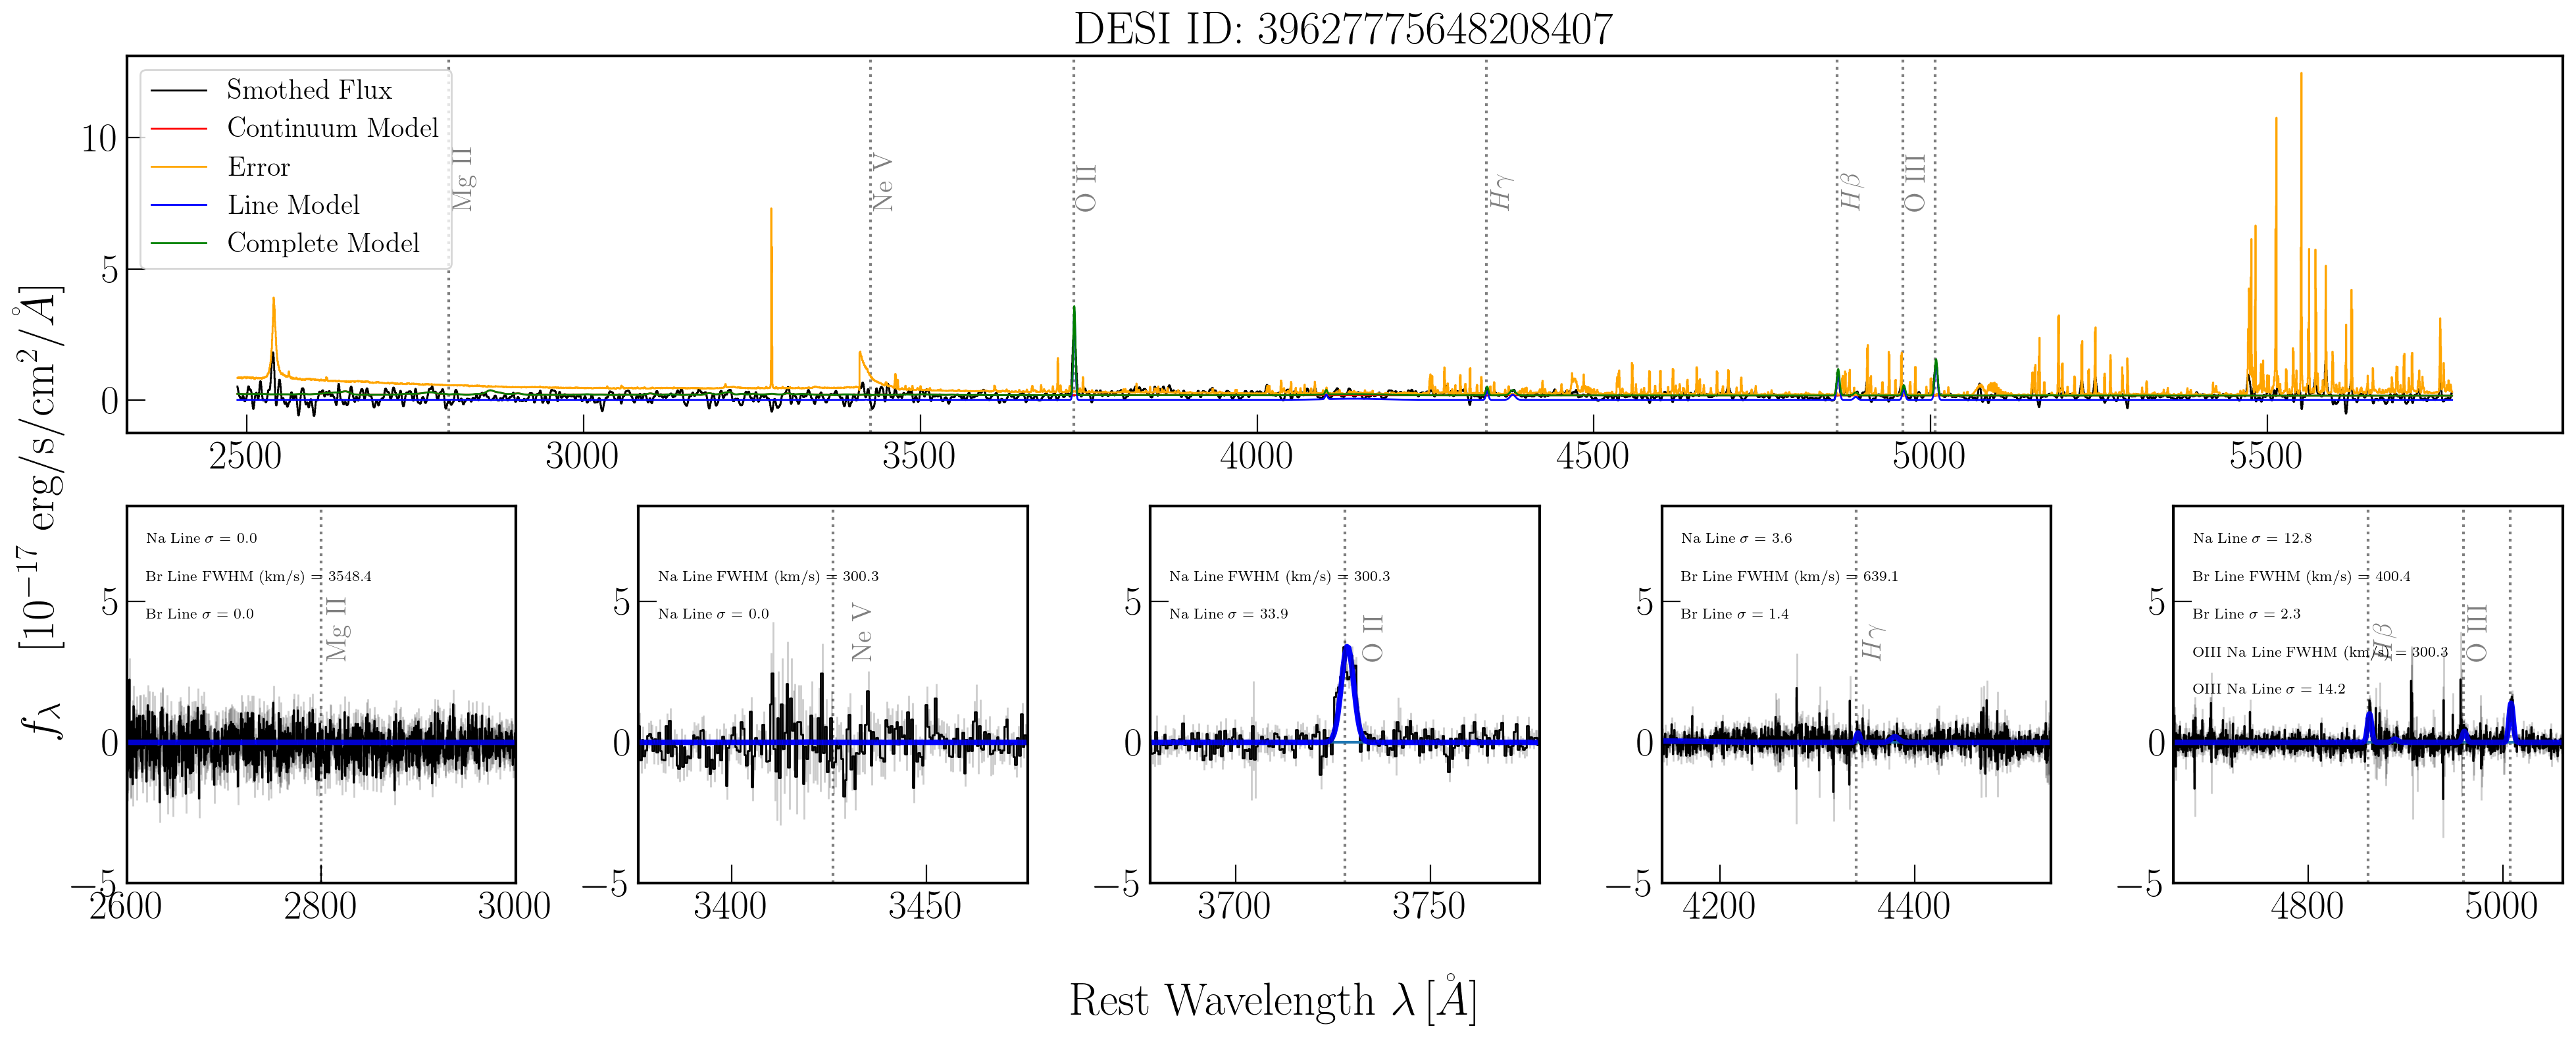 DESI ID: 39627775648208407
Smothed Flux
Continuum Model
Error
Line Model
Complete Model
Mg II
Ne V
O II
Hγ
Hβ
O III
10
5
0
2500 3000 3500 4000 4500 5000 5500
fλ [10⁻¹⁷ erg/s/cm²/Å]
Na Line σ = 0.0
Br Line FWHM (km/s) = 3548.4
Br Line σ = 0.0
Mg II
5
0
−5
2600 2800 3000
Na Line FWHM (km/s) = 300.3
Na Line σ = 0.0
Ne V
5
0
−5
3400 3450
Na Line FWHM (km/s) = 300.3
Na Line σ = 33.9
O II
5
0
−5
3700 3750
Na Line σ = 3.6
Br Line FWHM (km/s) = 639.1
Br Line σ = 1.4
Hγ
5
0
−5
4200 4400
Na Line σ = 12.8
Br Line FWHM (km/s) = 400.4
Br Line σ = 2.3
OIII Na Line FWHM (km/s) = 300.3
OIII Na Line σ = 14.2
Hβ
O III
5
0
−5
4800 5000
Rest Wavelength λ [Å]